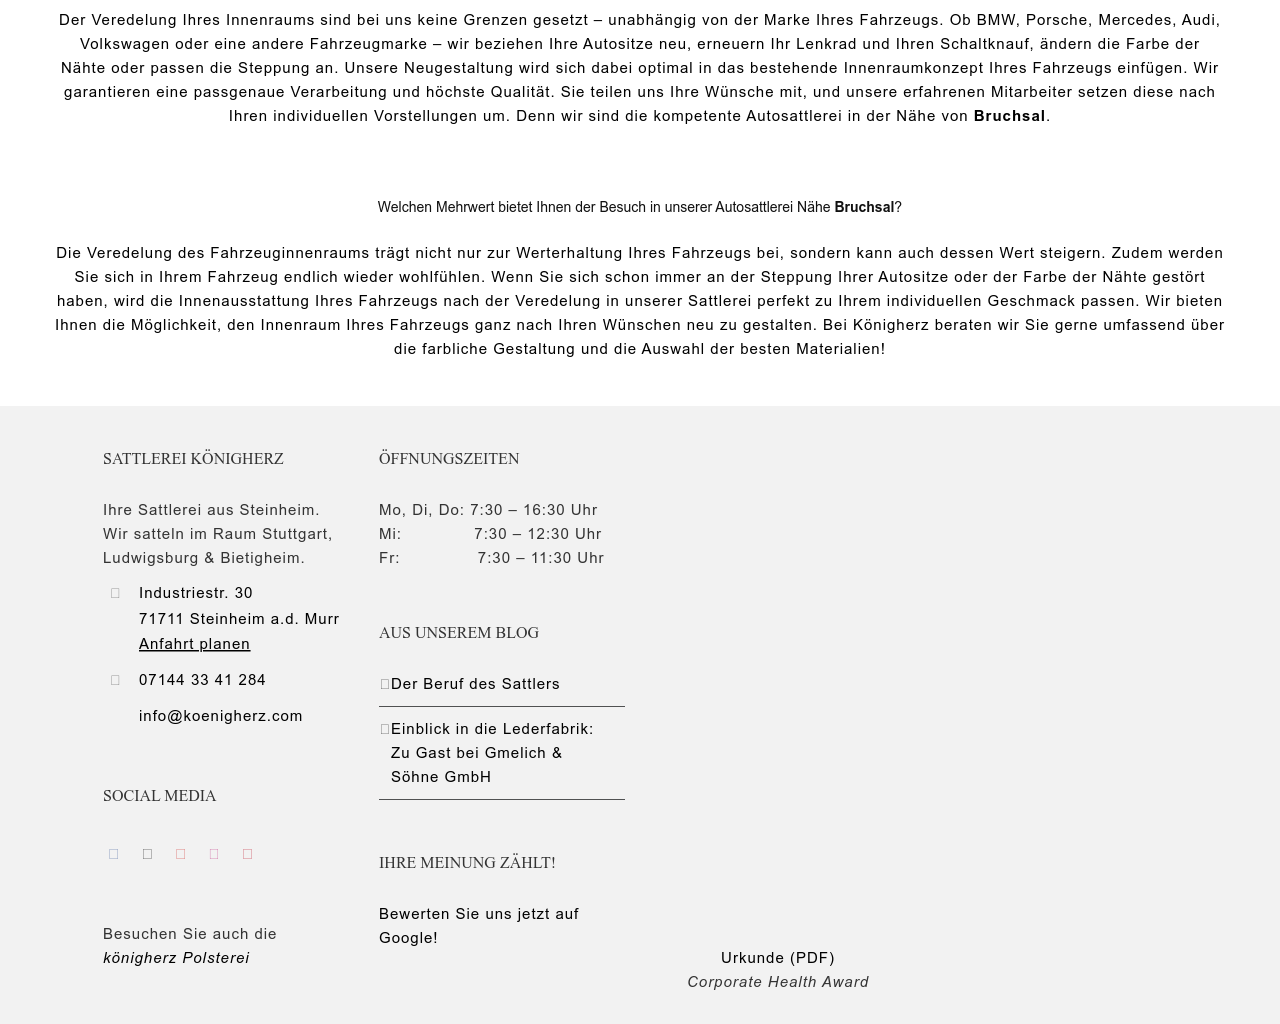 Der Veredelung Ihres Innenraums sind bei uns keine Grenzen gesetzt – unabhängig von der Marke Ihres Fahrzeugs. Ob BMW, Porsche, Mercedes, Audi,
Volkswagen oder eine andere Fahrzeugmarke – wir beziehen Ihre Autositze neu, erneuern Ihr Lenkrad und Ihren Schaltknauf, ändern die Farbe der
Nähte oder passen die Steppung an. Unsere Neugestaltung wird sich dabei optimal in das bestehende Innenraumkonzept Ihres Fahrzeugs einfügen. Wir
garantieren eine passgenaue Verarbeitung und höchste Qualität. Sie teilen uns Ihre Wünsche mit, und unsere erfahrenen Mitarbeiter setzen diese nach
Ihren individuellen Vorstellungen um. Denn wir sind die kompetente Autosattlerei in der Nähe von Bruchsal.
Welchen Mehrwert bietet Ihnen der Besuch in unserer Autosattlerei Nähe Bruchsal?
Die Veredelung des Fahrzeuginnenraums trägt nicht nur zur Werterhaltung Ihres Fahrzeugs bei, sondern kann auch dessen Wert steigern. Zudem werden
Sie sich in Ihrem Fahrzeug endlich wieder wohlfühlen. Wenn Sie sich schon immer an der Steppung Ihrer Autositze oder der Farbe der Nähte gestört
haben, wird die Innenausstattung Ihres Fahrzeugs nach der Veredelung in unserer Sattlerei perfekt zu Ihrem individuellen Geschmack passen. Wir bieten
Ihnen die Möglichkeit, den Innenraum Ihres Fahrzeugs ganz nach Ihren Wünschen neu zu gestalten. Bei Königherz beraten wir Sie gerne umfassend über
die farbliche Gestaltung und die Auswahl der besten Materialien!
SATTLEREI KÖNIGHERZ
Ihre Sattlerei aus Steinheim.
Wir satteln im Raum Stuttgart,
Ludwigsburg & Bietigheim.
Industriestr. 30
71711 Steinheim a.d. Murr
Anfahrt planen
07144 33 41 284
info@koenigherz.com
SOCIAL MEDIA
Besuchen Sie auch die
königherz Polsterei
ÖFFNUNGSZEITEN
Mo, Di, Do: 7:30 – 16:30 Uhr
Mi: 7:30 – 12:30 Uhr
Fr: 7:30 – 11:30 Uhr
AUS UNSEREM BLOG
Der Beruf des Sattlers
Einblick in die Lederfabrik:
Zu Gast bei Gmelich &
Söhne GmbH
IHRE MEINUNG ZÄHLT!
Bewerten Sie uns jetzt auf
Google!
Urkunde (PDF)
Corporate Health Award